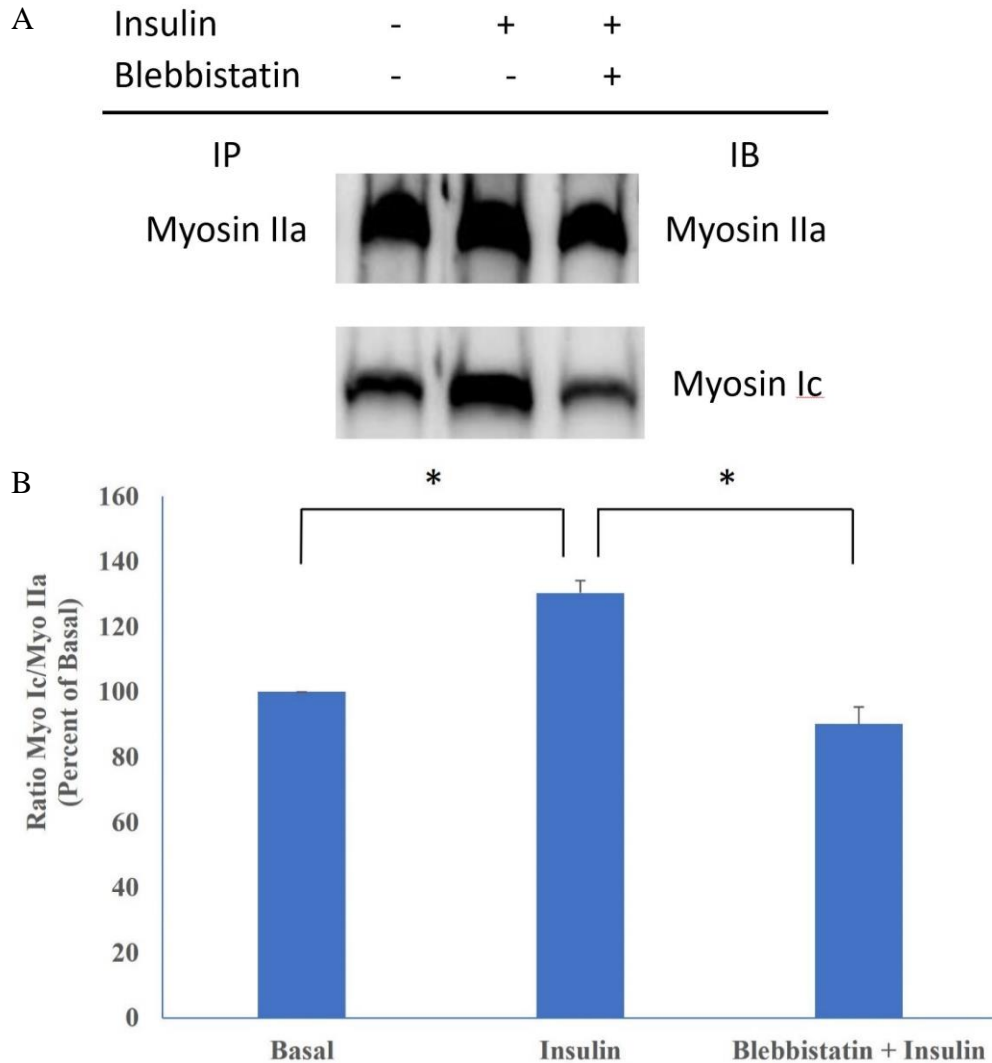 A
Insulin - + +
Blebbistatin - - +
IP IB
Myosin IIa Myosin IIa
Myosin Ic
B
* *
Ratio Myo Ic/Myo IIa
(Percent of Basal)
160
140
120
100
80
60
40
20
0
Basal Insulin Blebbistatin + Insulin